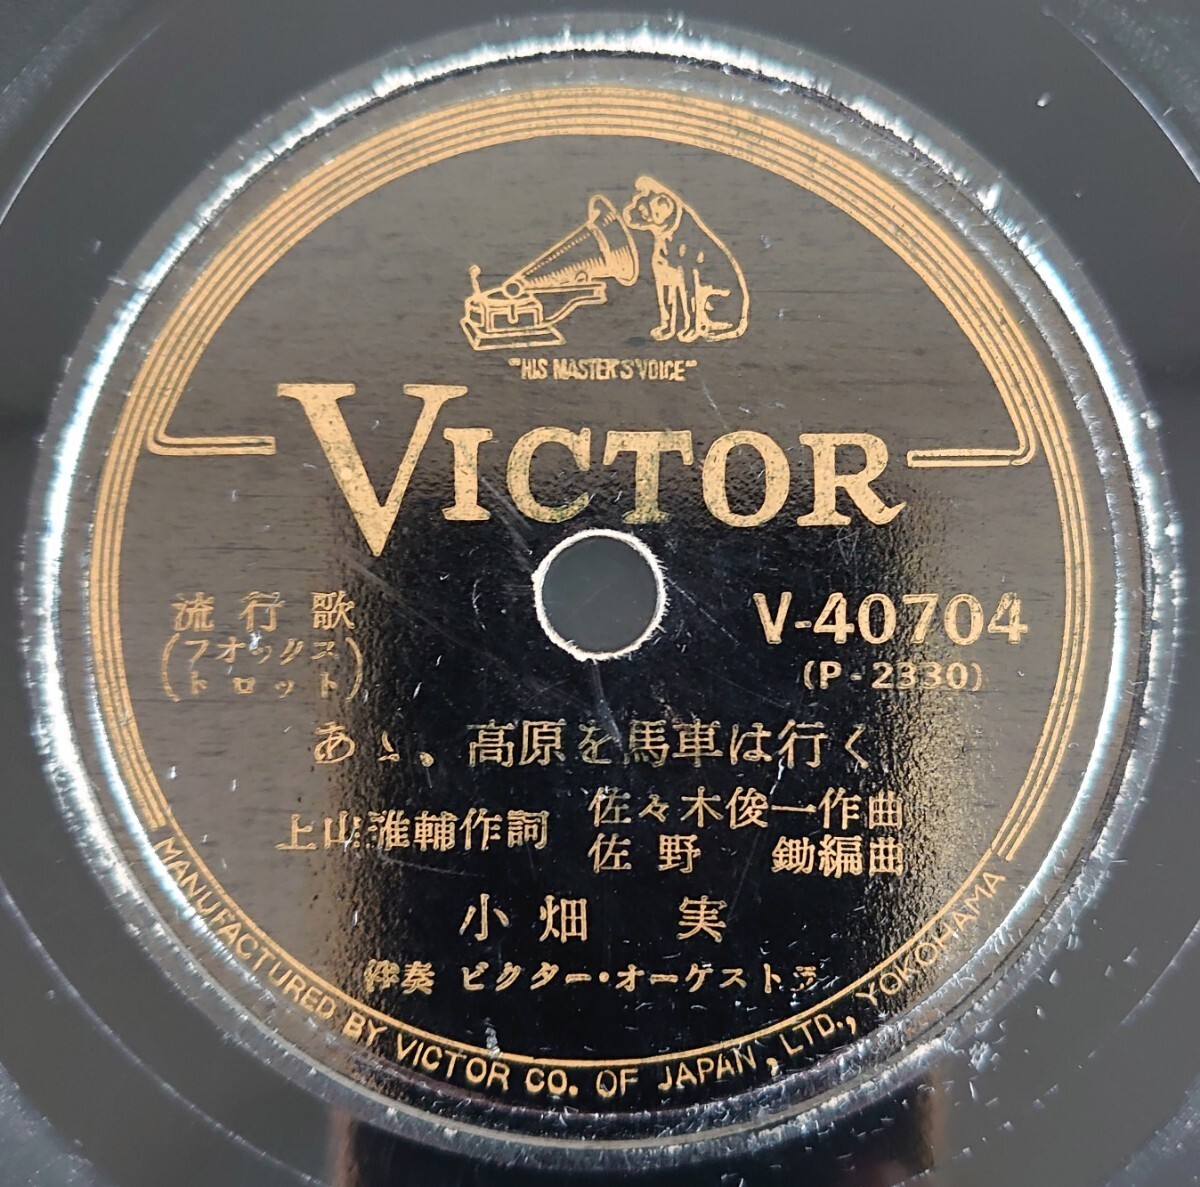 "HIS MASTER'S VOICE"
VICTOR
流行歌
(フオックス
トロット)
V-40704
(P-2330)
あゝ、高原を馬車は行く
上山雅輔作詞
佐々木俊一作曲
佐野 鋤編曲
小畑 実
伴奏 ビクター・オーケストラ
MANUFACTURED BY VICTOR CO. OF JAPAN, LTD., YOKOHAMA